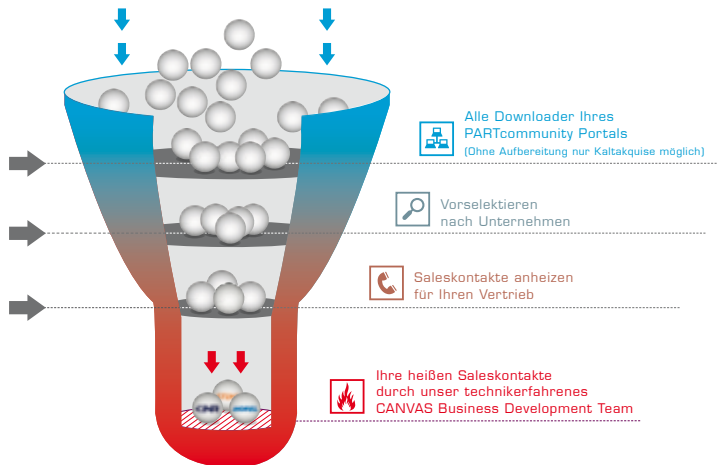 Alle Downloader Ihres
PARTcommunity Portals
(Ohne Aufbereitung nur Kaltakquise möglich)
Vorselektieren
nach Unternehmen
Saleskontakte anheizen
für Ihren Vertrieb
Ihre heißen Saleskontakte
durch unser technikerfahrenes
CANVAS Business Development Team